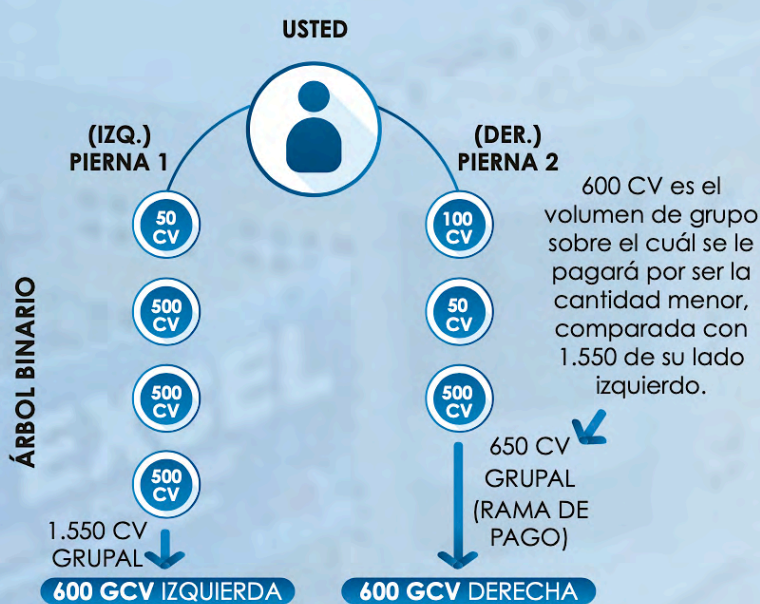 USTED
(IZQ.)
PIERNA 1
(DER.)
PIERNA 2
ÁRBOL BINARIO
50
CV
500
CV
500
CV
500
CV
1.550 CV
GRUPAL
600 GCV IZQUIERDA
100
CV
50
CV
500
CV
650 CV
GRUPAL
(RAMA DE
PAGO)
600 GCV DERECHA
600 CV es el
volumen de grupo
sobre el cuál se le
pagará por ser la
cantidad menor,
comparada con
1.550 de su lado
izquierdo.